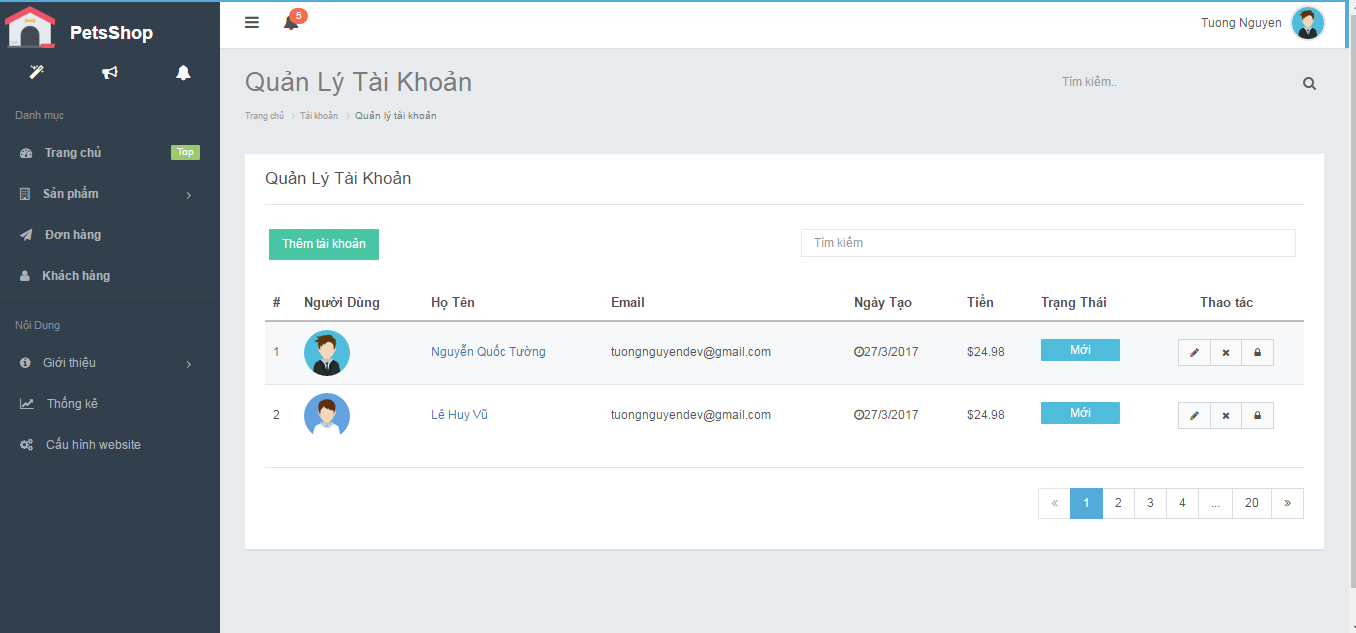 PetsShop
5
Tuong Nguyen
Danh mục
Trang chủ Top
Sản phẩm
Đơn hàng
Khách hàng
Nội Dung
Giới thiệu
Thống kê
Cấu hình website
Quản Lý Tài Khoản
Tìm kiếm..
Trang chủ > Tài khoản > Quản lý tài khoản
Quản Lý Tài Khoản
Thêm tài khoản
Tìm kiếm
# Người Dùng Họ Tên Email Ngày Tạo Tiền Trạng Thái Thao tác
1 Nguyễn Quốc Tường tuongnguyendev@gmail.com 27/3/2017 $24.98 Mới
2 Lê Huy Vũ tuongnguyendev@gmail.com 27/3/2017 $24.98 Mới
« 1 2 3 4 ... 20 »